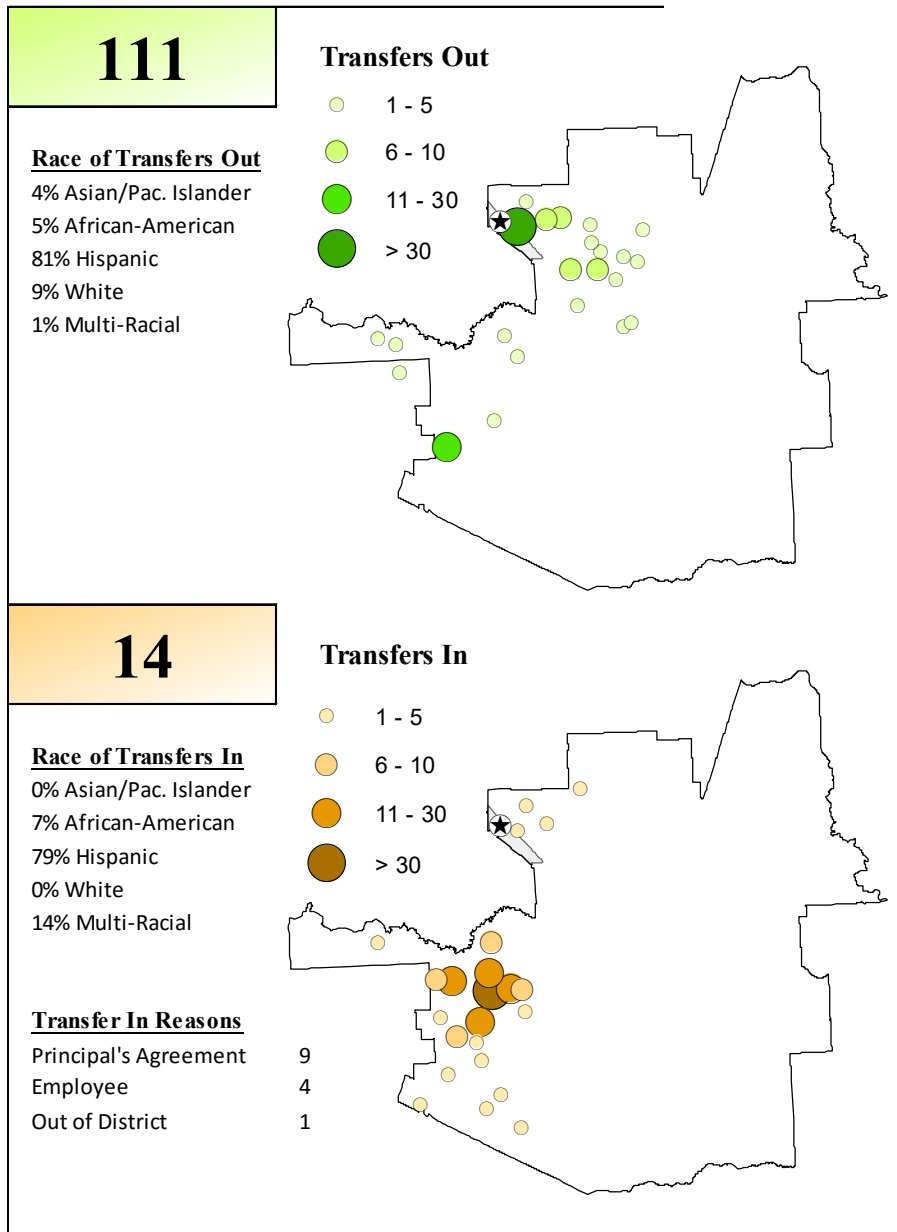 111
Transfers Out
1 - 5
6 - 10
11 - 30
> 30
Race of Transfers Out
4% Asian/Pac. Islander
5% African-American
81% Hispanic
9% White
1% Multi-Racial
14
Transfers In
1 - 5
6 - 10
11 - 30
> 30
Race of Transfers In
0% Asian/Pac. Islander
7% African-American
79% Hispanic
0% White
14% Multi-Racial
Transfer In Reasons
Principal's Agreement 9
Employee 4
Out of District 1